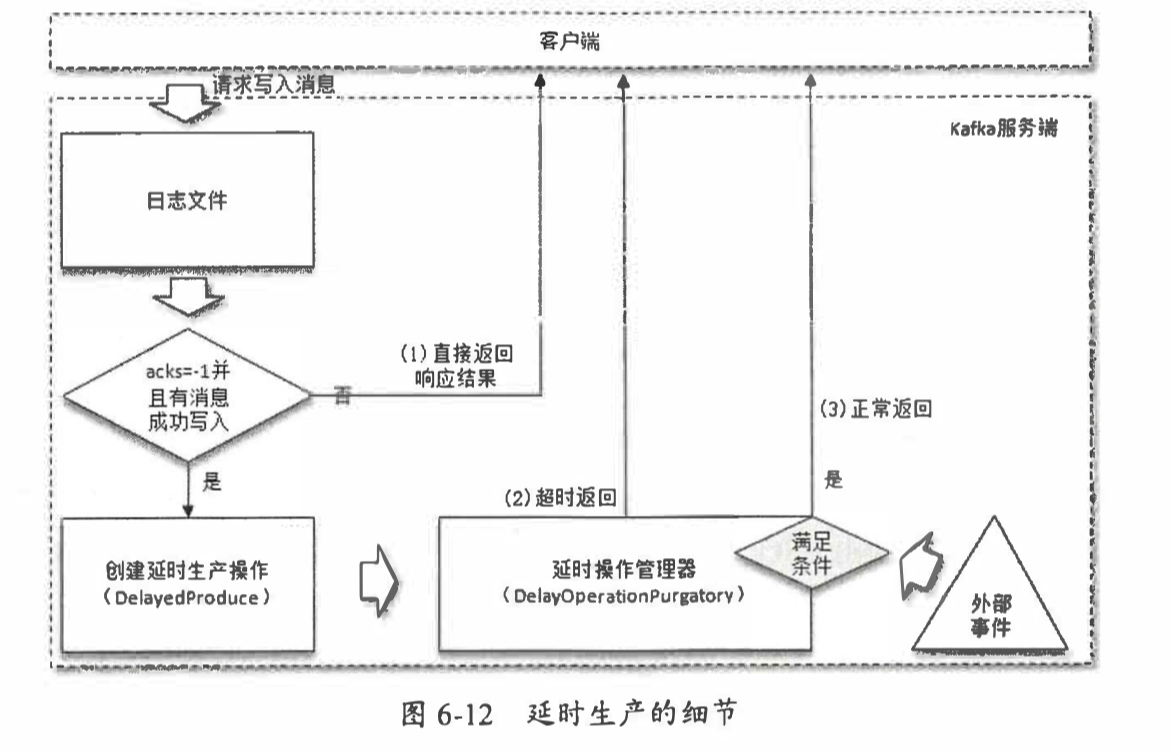 客户端
请求写入消息
Kafka服务端
日志文件
(1)直接返回
响应结果
acks=-1并
且有消息
成功写入
否
(3)正常返回
是
是
(2)超时返回
创建延时生产操作
(DelayedProduce)
延时操作管理器
(DelayOperationPurgatory)
满足
条件
外部
事件
图 6-12 延时生产的细节